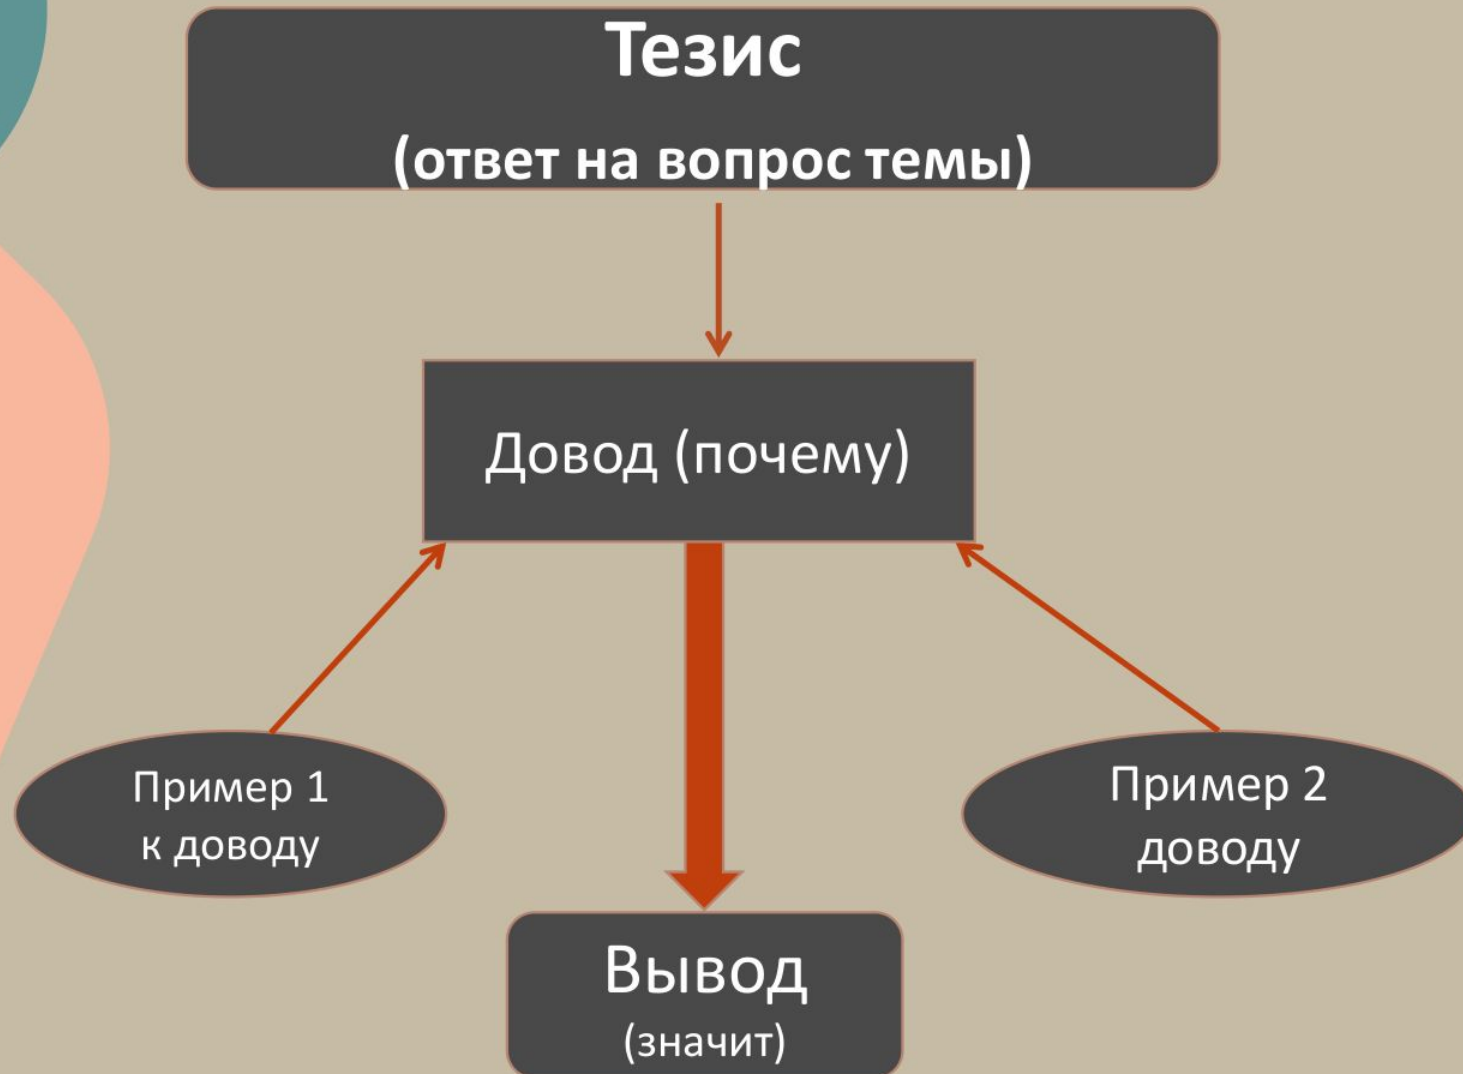 Тезис
(ответ на вопрос темы)
Довод (почему)
Пример 1
к доводу
Пример 2
доводу
Вывод
(значит)